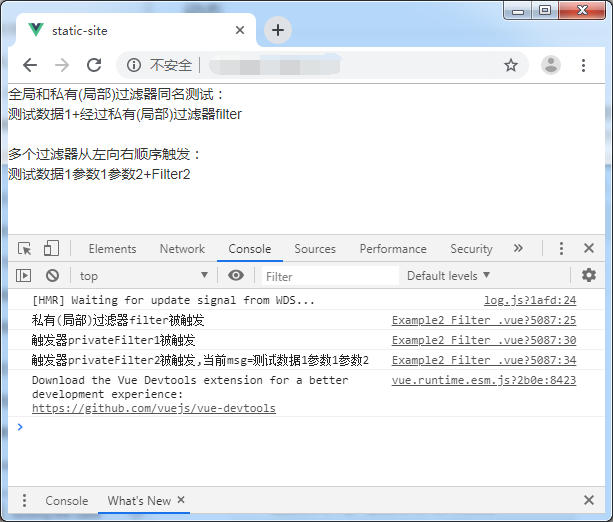 static-site
不安全
全局和私有(局部)过滤器同名测试：
测试数据1+经过私有(局部)过滤器filter
多个过滤器从左向右顺序触发：
测试数据1参数1参数2+Filter2
Elements Network Console Sources Performance Security
top Filter Default levels
[HMR] Waiting for update signal from WDS... log.js?1afd:24
私有(局部)过滤器filter被触发 Example2 Filter .vue?5087:25
触发器privateFilter1被触发 Example2 Filter .vue?5087:30
触发器privateFilter2被触发,当前msg=测试数据1参数1参数2 Example2 Filter .vue?5087:34
Download the Vue Devtools extension for a better vue.runtime.esm.js?2b0e:8423
development experience:
https://github.com/vuejs/vue-devtools
Console What's New